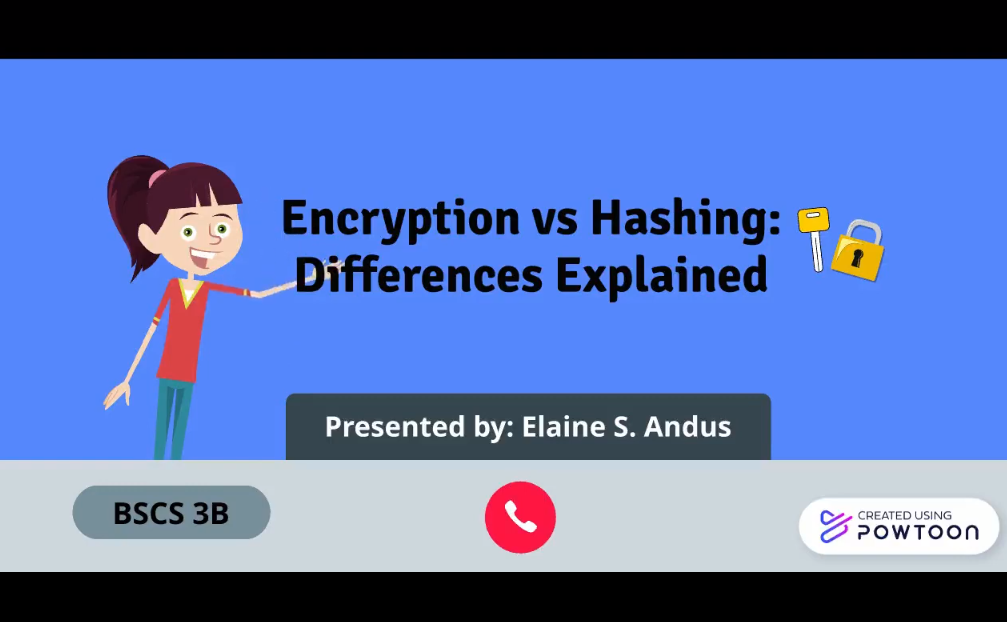 Encryption vs Hashing:
Differences Explained
Presented by: Elaine S. Andus
BSCS 3B
CREATED USING
POWTOON